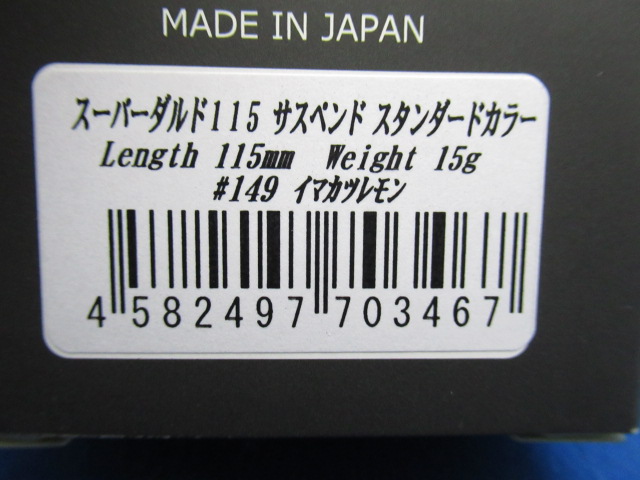 MADE IN JAPAN
スーパーダルド115 サスペンド スタンダードカラー
Length 115mm Weight 15g
#149 イマカツレモン
4 582497 703467